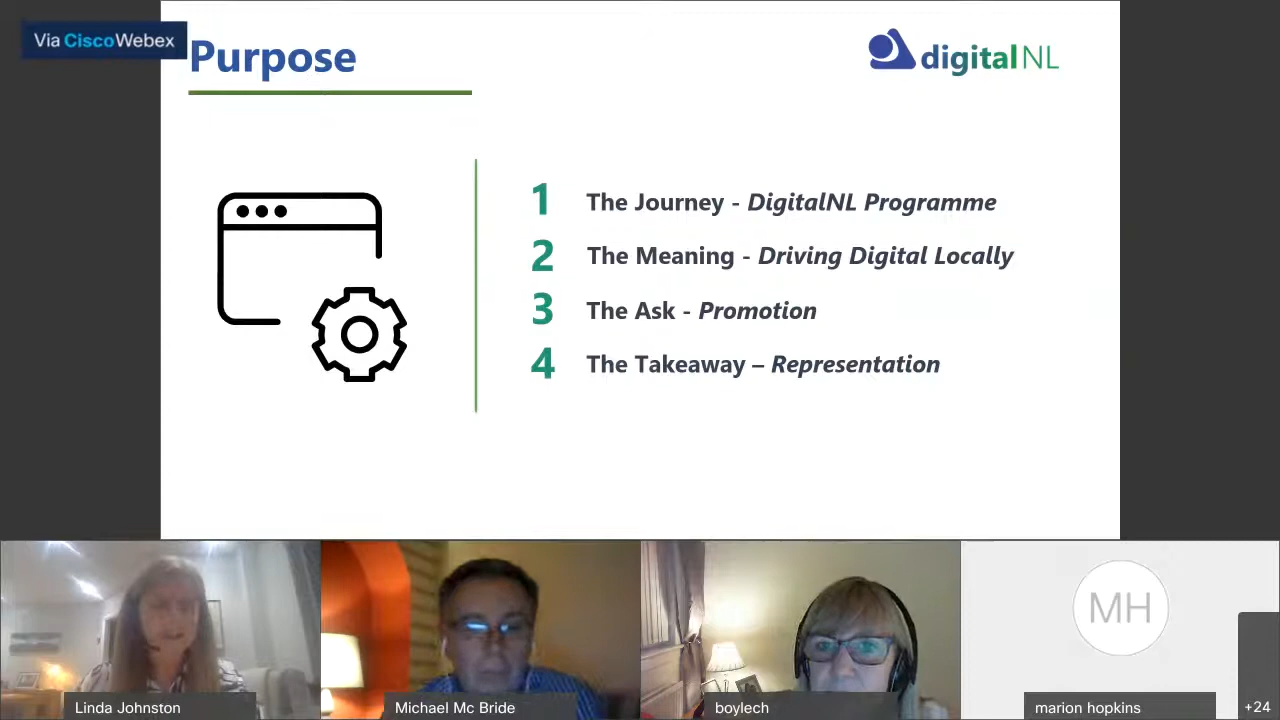 Via CiscoWebex
Purpose
digitalNL
1 The Journey - DigitalNL Programme
2 The Meaning - Driving Digital Locally
3 The Ask - Promotion
4 The Takeaway – Representation
MH
Linda Johnston
Michael Mc Bride
boylech
marion hopkins
+24